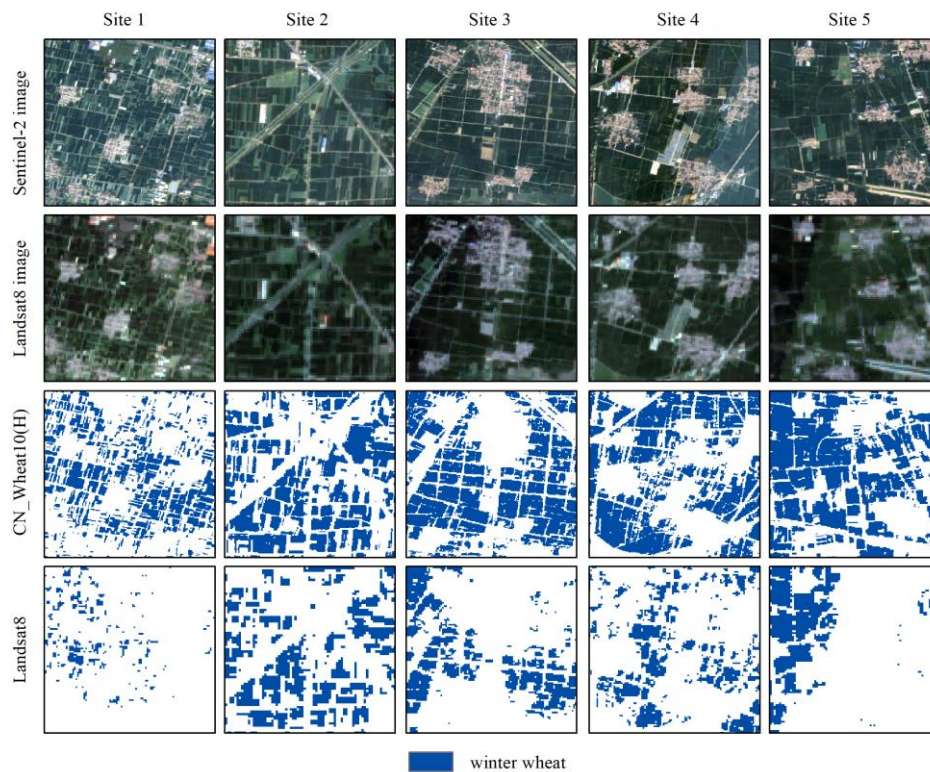 Site 1 Site 2 Site 3 Site 4 Site 5
Sentinel-2 image
Landsat8 image
CN_Wheat10(H)
Landsat8
winter wheat